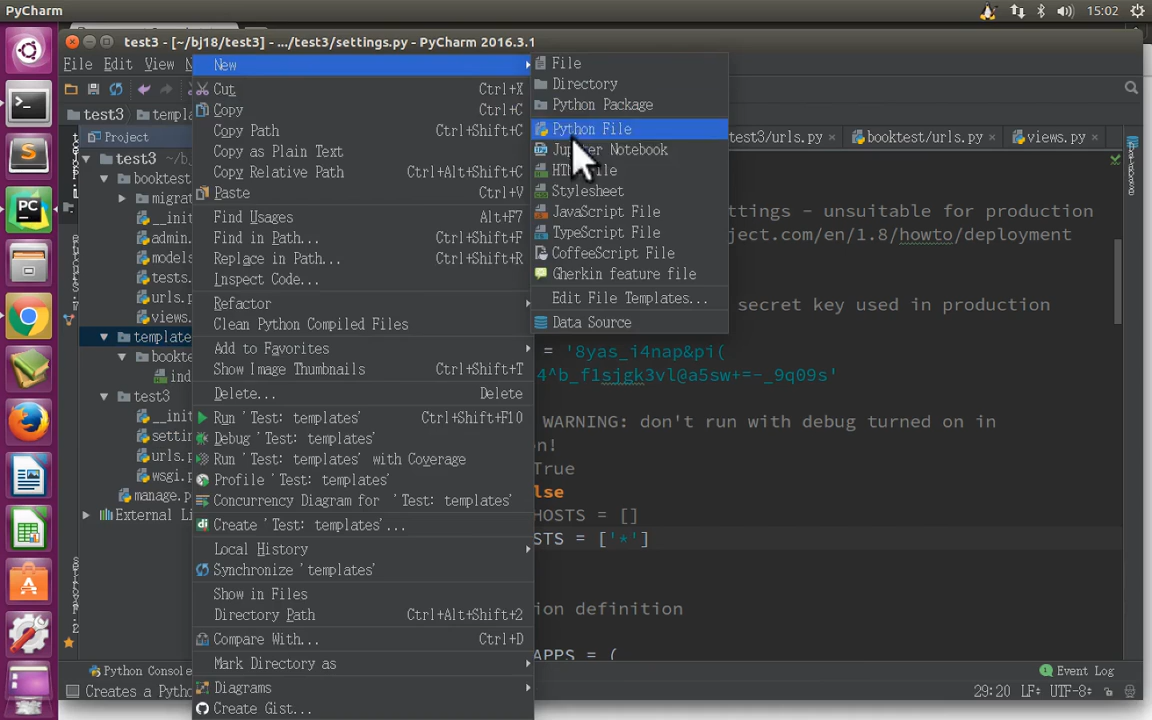 PyCharm
15:02
test3 - [~/bj18/test3] - .../test3/settings.py - PyCharm 2016.3.1
File Edit View
New
Cut Ctrl+X
Copy Ctrl+C
Copy Path Ctrl+Shift+C
Copy as Plain Text
Copy Relative Path Ctrl+Alt+Shift+C
Paste Ctrl+V
Find Usages Alt+F7
Find in Path...
Replace in Path...
Inspect Code...
Refactor
Clean Python Compiled Files
Add to Favorites
Show Image Thumbnails Ctrl+Shift+T
Delete... Delete
Run 'Test: templates' Ctrl+Shift+F10
Debug 'Test: templates'
Run 'Test: templates' with Coverage
Profile 'Test: templates'
Concurrency Diagram for 'Test: templates'
Create 'Test: templates'...
Local History
Synchronize 'templates'
Show in Files
Directory Path Ctrl+Alt+Shift+2
Compare With... Ctrl+D
Mark Directory as
Diagrams
Create Gist...
File
Directory
Python Package
Python File
Jupyter Notebook
HTML File
Stylesheet
JavaScript File
TypeScript File
CoffeeScript File
Gherkin feature file
Edit File Templates...
Data Source
test3 templa
Project
test3
booktest
migrat
__init
admin.
models
tests.
urls.p
views.
template
bookte
ind
test3
__init
settin
urls.p
wsgi.p
manage.p
External Li
test3/urls.py booktest/urls.py views.py
ttings - unsuitable for production
ject.com/en/1.8/howto/deployment
secret key used in production
= '8yas_i4nap&pi(
4^b_f1sjgk3vl@a5sw+=-_9q09s'
WARNING: don't run with debug turned on in
en!
True
lse
HOSTS = []
STS = ['*']
ion definition
APPS = (
Python Console
Event Log
Creates a Pytho
29:20 LF UTF-8